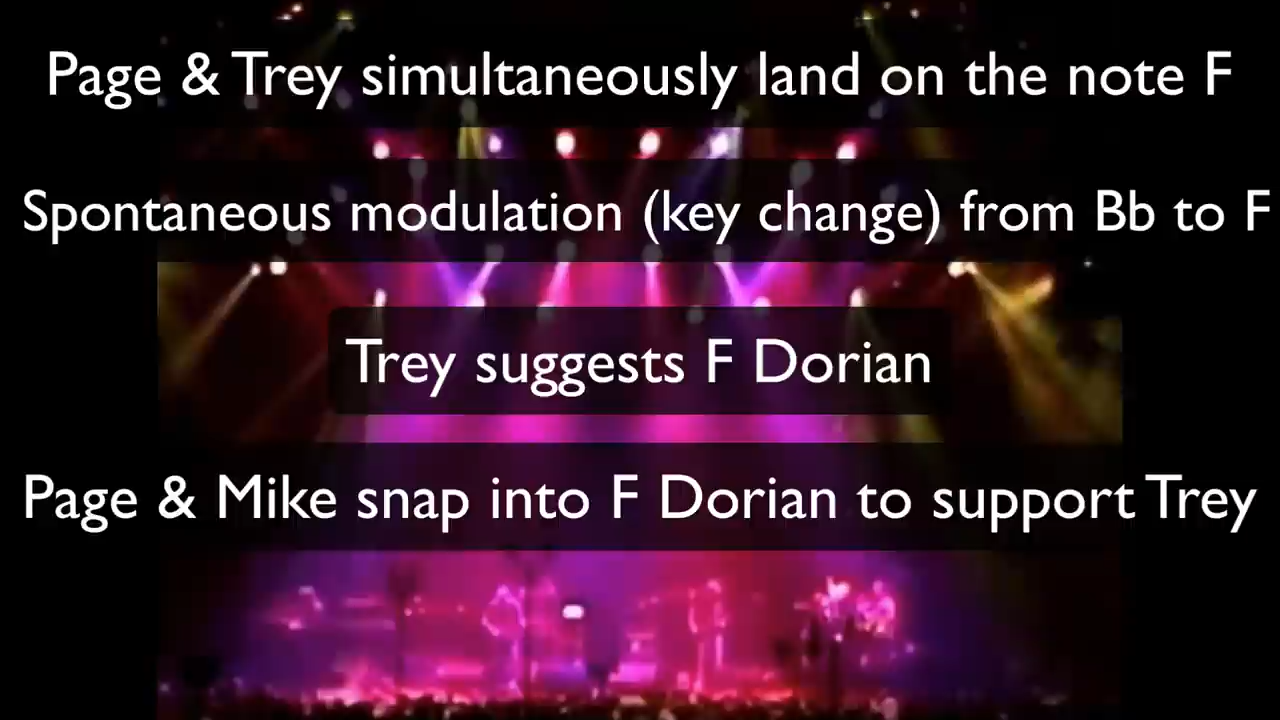 Page & Trey simultaneously land on the note F
Spontaneous modulation (key change) from Bb to F
Trey suggests F Dorian
Page & Mike snap into F Dorian to support Trey